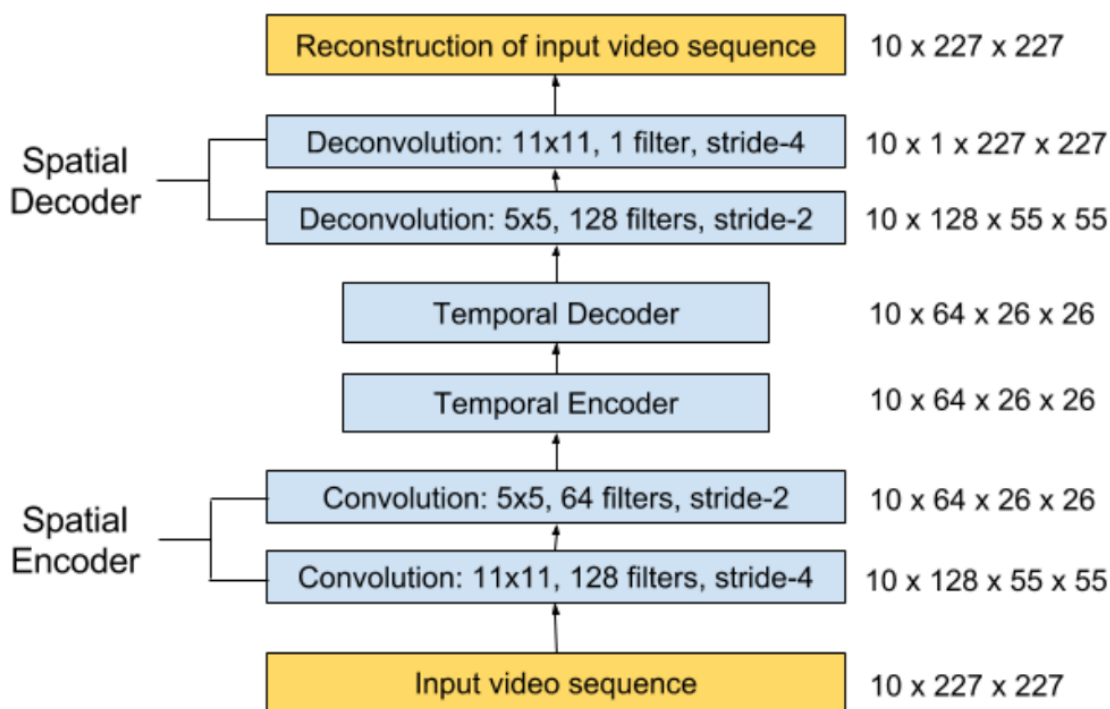 Reconstruction of input video sequence 10 x 227 x 227
Deconvolution: 11x11, 1 filter, stride-4 10 x 1 x 227 x 227
Spatial
Decoder
Deconvolution: 5x5, 128 filters, stride-2 10 x 128 x 55 x 55
Temporal Decoder 10 x 64 x 26 x 26
Temporal Encoder 10 x 64 x 26 x 26
Convolution: 5x5, 64 filters, stride-2 10 x 64 x 26 x 26
Spatial
Encoder
Convolution: 11x11, 128 filters, stride-4 10 x 128 x 55 x 55
Input video sequence 10 x 227 x 227